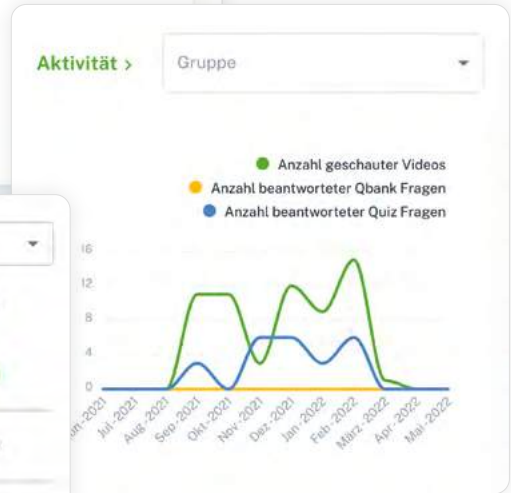 Aktivität >
Gruppe
Anzahl geschauter Videos
Anzahl beantworteter Qbank Fragen
Anzahl beantworteter Quiz Fragen
16
12
8
4
0
Jul.-2021
Aug.-2021
Sep.-2021
Okt.-2021
Nov.-2021
Dez.-2021
Jan.-2022
Feb.-2022
März.-2022
Apr.-2022
Mai-2022